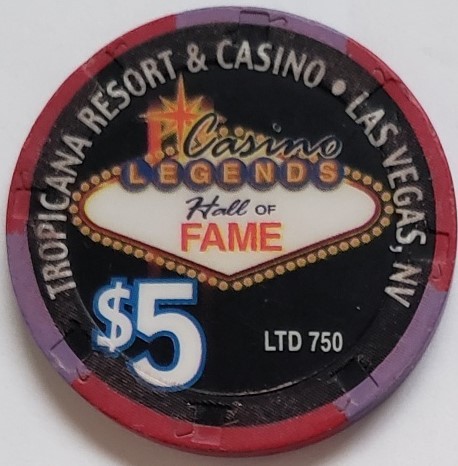 TROPICANA RESORT & CASINO • LAS VEGAS, NV
Casino
LEGENDS
Hall OF
FAME
$5
LTD 750